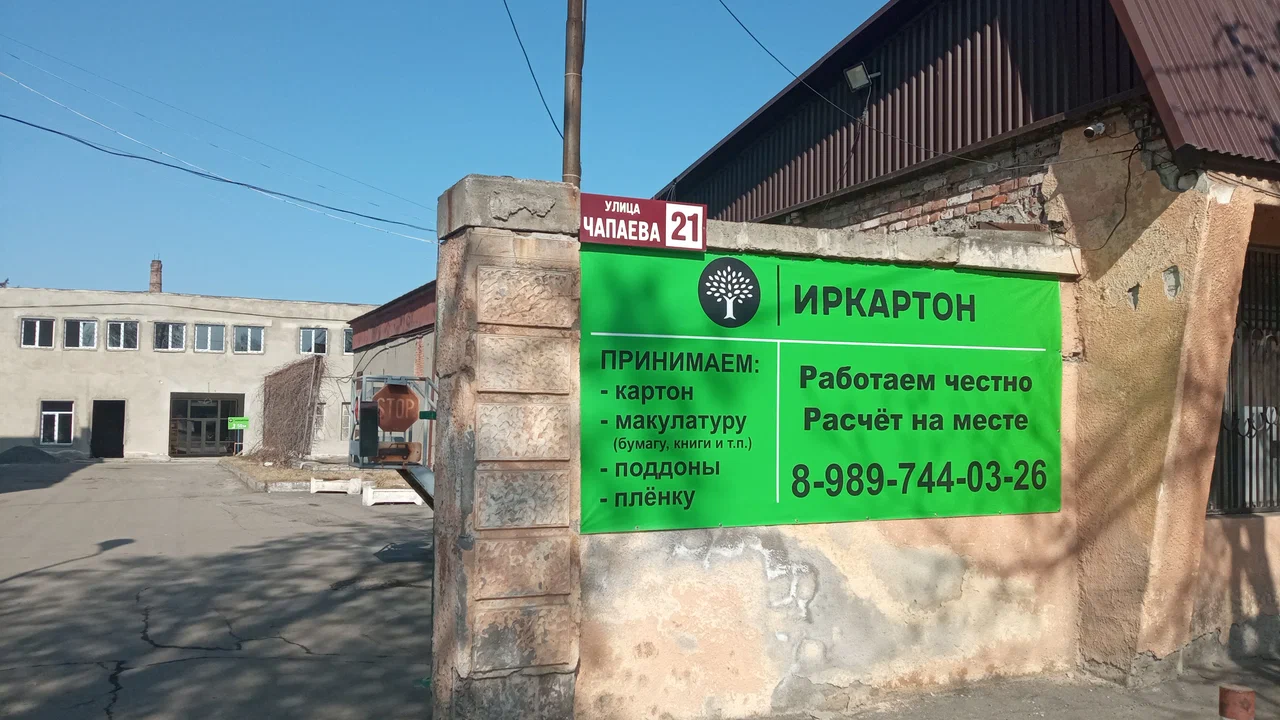 УЛИЦА
ЧАПАЕВА 21
ИРКАРТОН
ПРИНИМАЕМ:
- картон
- макулатуру
(бумагу, книги и т.п.)
- поддоны
- плёнку
Работаем честно
Расчёт на месте
8-989-744-03-26
STOP